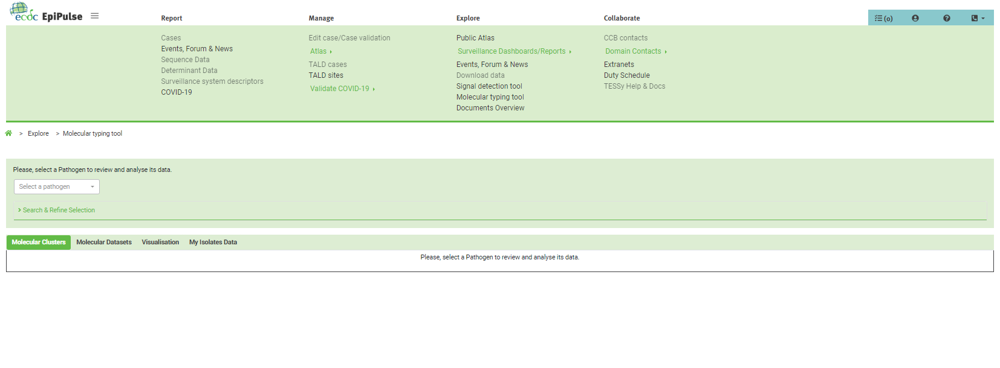 ecdc EpiPulse
Report
Manage
Explore
Collaborate
(0)
Cases
Events, Forum & News
Sequence Data
Determinant Data
Surveillance system descriptors
COVID-19
Edit case/Case validation
Atlas
TALD cases
TALD sites
Validate COVID-19
Public Atlas
Surveillance Dashboards/Reports
Events, Forum & News
Download data
Signal detection tool
Molecular typing tool
Documents Overview
CCB contacts
Domain Contacts
Extranets
Duty Schedule
TESSy Help & Docs
> Explore > Molecular typing tool
Please, select a Pathogen to review and analyse its data.
Select a pathogen
Search & Refine Selection
Molecular Clusters Molecular Datasets Visualisation My Isolates Data
Please, select a Pathogen to review and analyse its data.